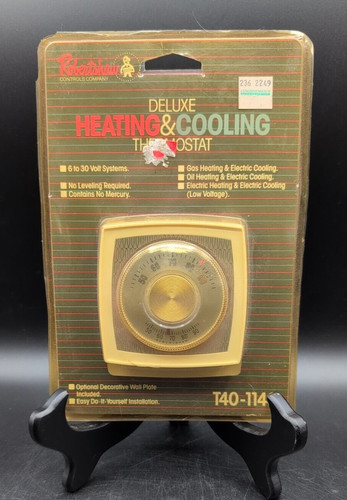 Robertshaw
CONTROLS COMPANY
236 2249
DELUXE
HEATING & COOLING
THERMOSTAT
6 to 30 Volt Systems.
No Leveling Required.
Contains No Mercury.
Gas Heating & Electric Cooling.
Oil Heating & Electric Cooling.
Electric Heating & Electric Cooling
(Low Voltage).
Optional Decorative Wall Plate
Included.
Easy Do-It-Yourself Installation.
T40-114